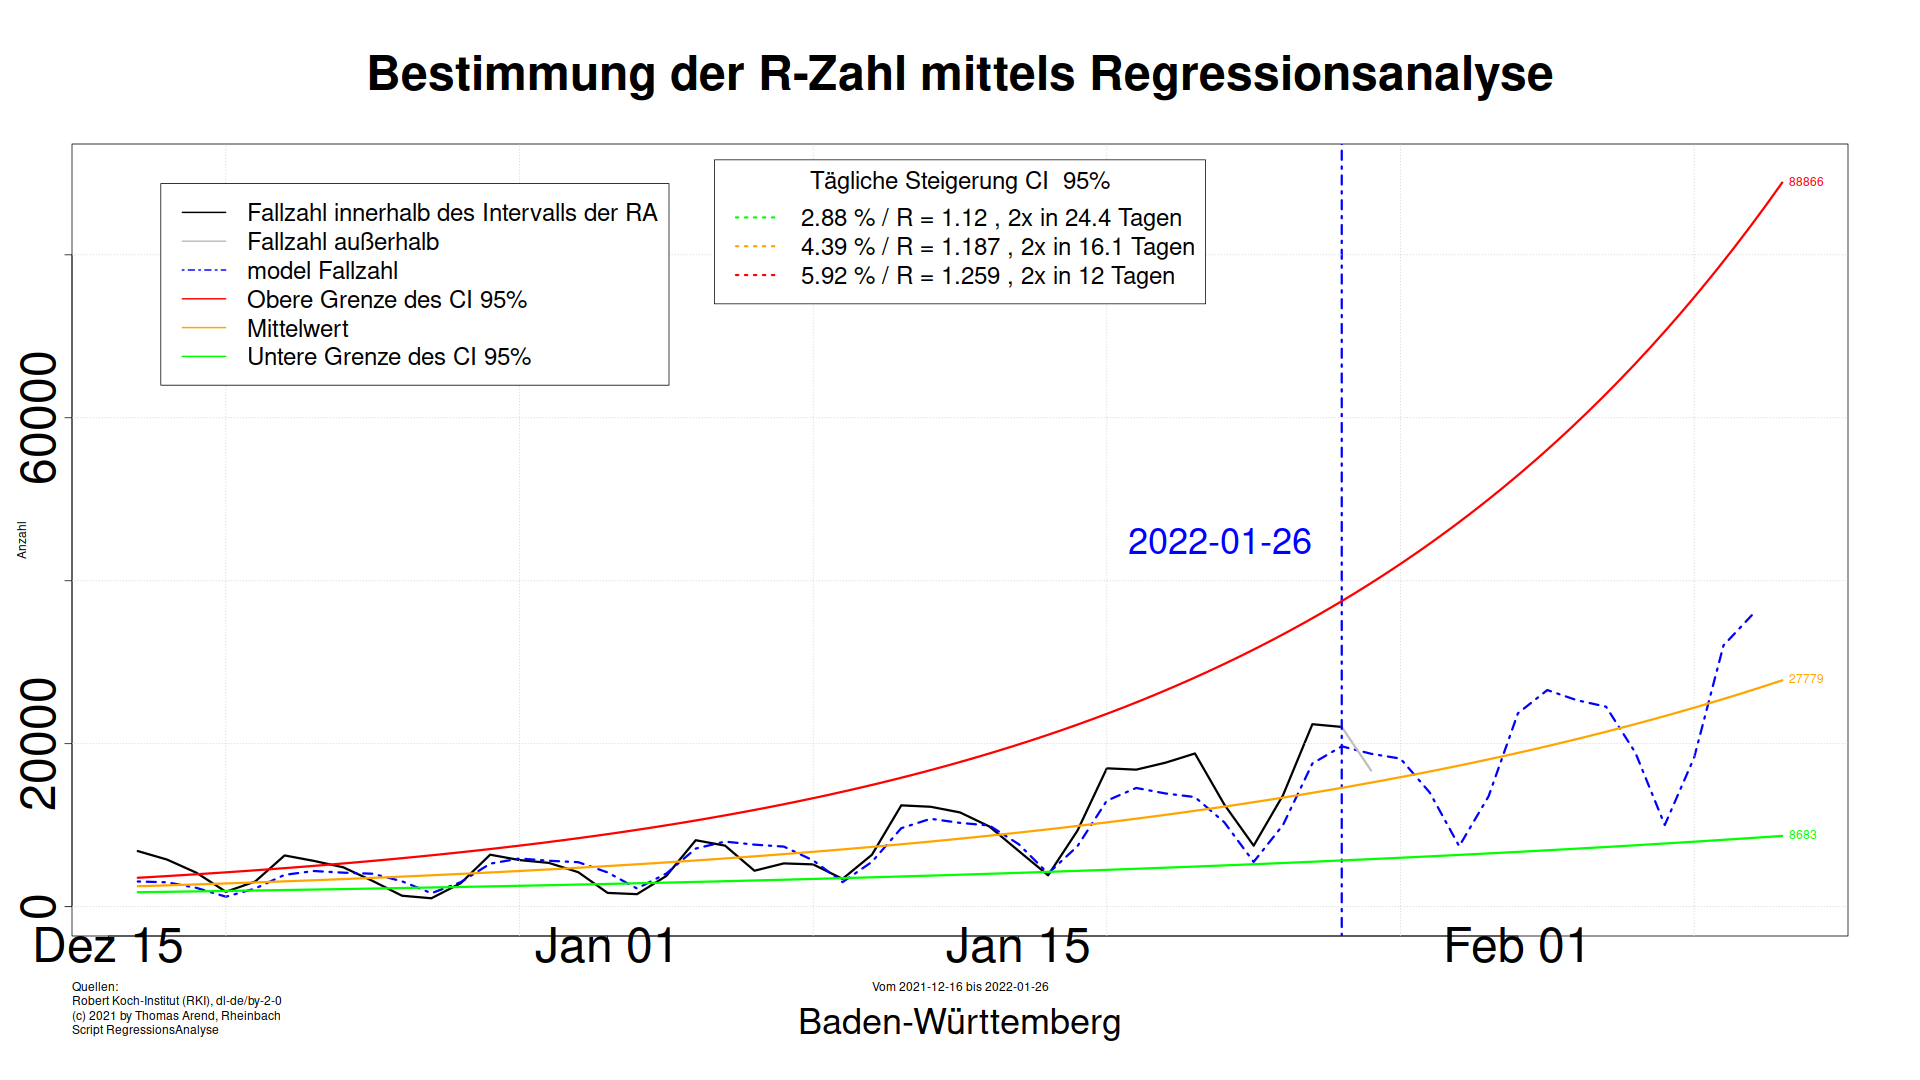 Bestimmung der R-Zahl mittels Regressionsanalyse
Fallzahl innerhalb des Intervalls der RA
Fallzahl außerhalb
model Fallzahl
Obere Grenze des CI 95%
Mittelwert
Untere Grenze des CI 95%
Tägliche Steigerung CI  95%
2.88 % / R = 1.12 , 2x in 24.4 Tagen
4.39 % / R = 1.187 , 2x in 16.1 Tagen
5.92 % / R = 1.259 , 2x in 12 Tagen
88866
60000
2022-01-26
Anzahl
27779
20000
8683
0
Dez 15
Jan 01
Jan 15
Feb 01
Quellen:
Robert Koch-Institut (RKI), dl-de/by-2-0
(c) 2021 by Thomas Arend, Rheinbach
Script RegressionsAnalyse
Vom 2021-12-16 bis 2022-01-26
Baden-Württemberg